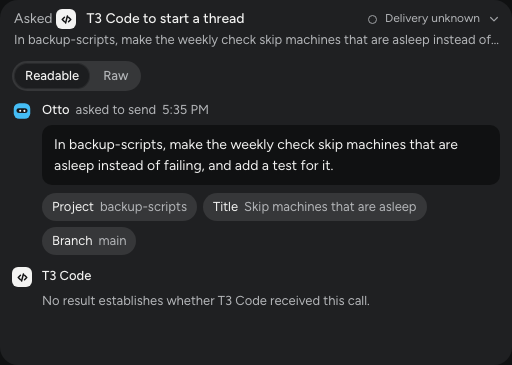 Asked T3 Code to start a thread Delivery unknown
In backup-scripts, make the weekly check Skip machines that are asleep instead of...
Readable Raw
Otto asked to send 5:35 PM
In backup-scripts, make the weekly check skip machines that are
asleep instead of failing, and add a test for it.
Project backup-scripts Title Skip machines that are asleep
Branch main
T3 Code
No result establishes whether T3 Code received this call.